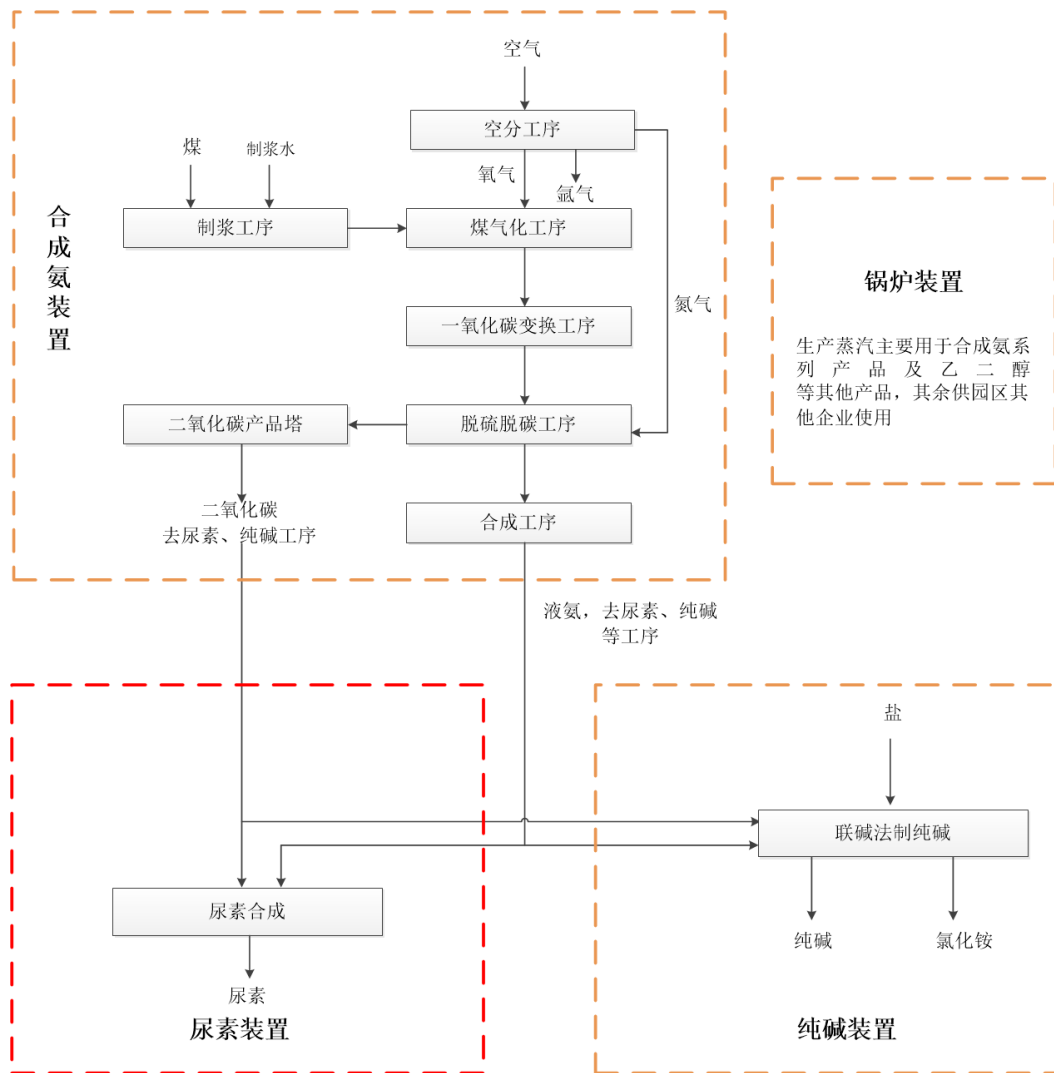 空气
空分工序
煤
制浆水
氧气
氩气
合成氨装置
制浆工序
煤气化工序
氮气
一氧化碳变换工序
二氧化碳产品塔
脱硫脱碳工序
二氧化碳
去尿素、纯碱工序
合成工序
液氨，去尿素、纯碱
等工序
锅炉装置
生产蒸汽主要用于合成氨系
列产品及乙二醇
等其他产品，其余供园区其
他企业使用
盐
联碱法制纯碱
尿素合成
纯碱
氯化铵
尿素
尿素装置
纯碱装置